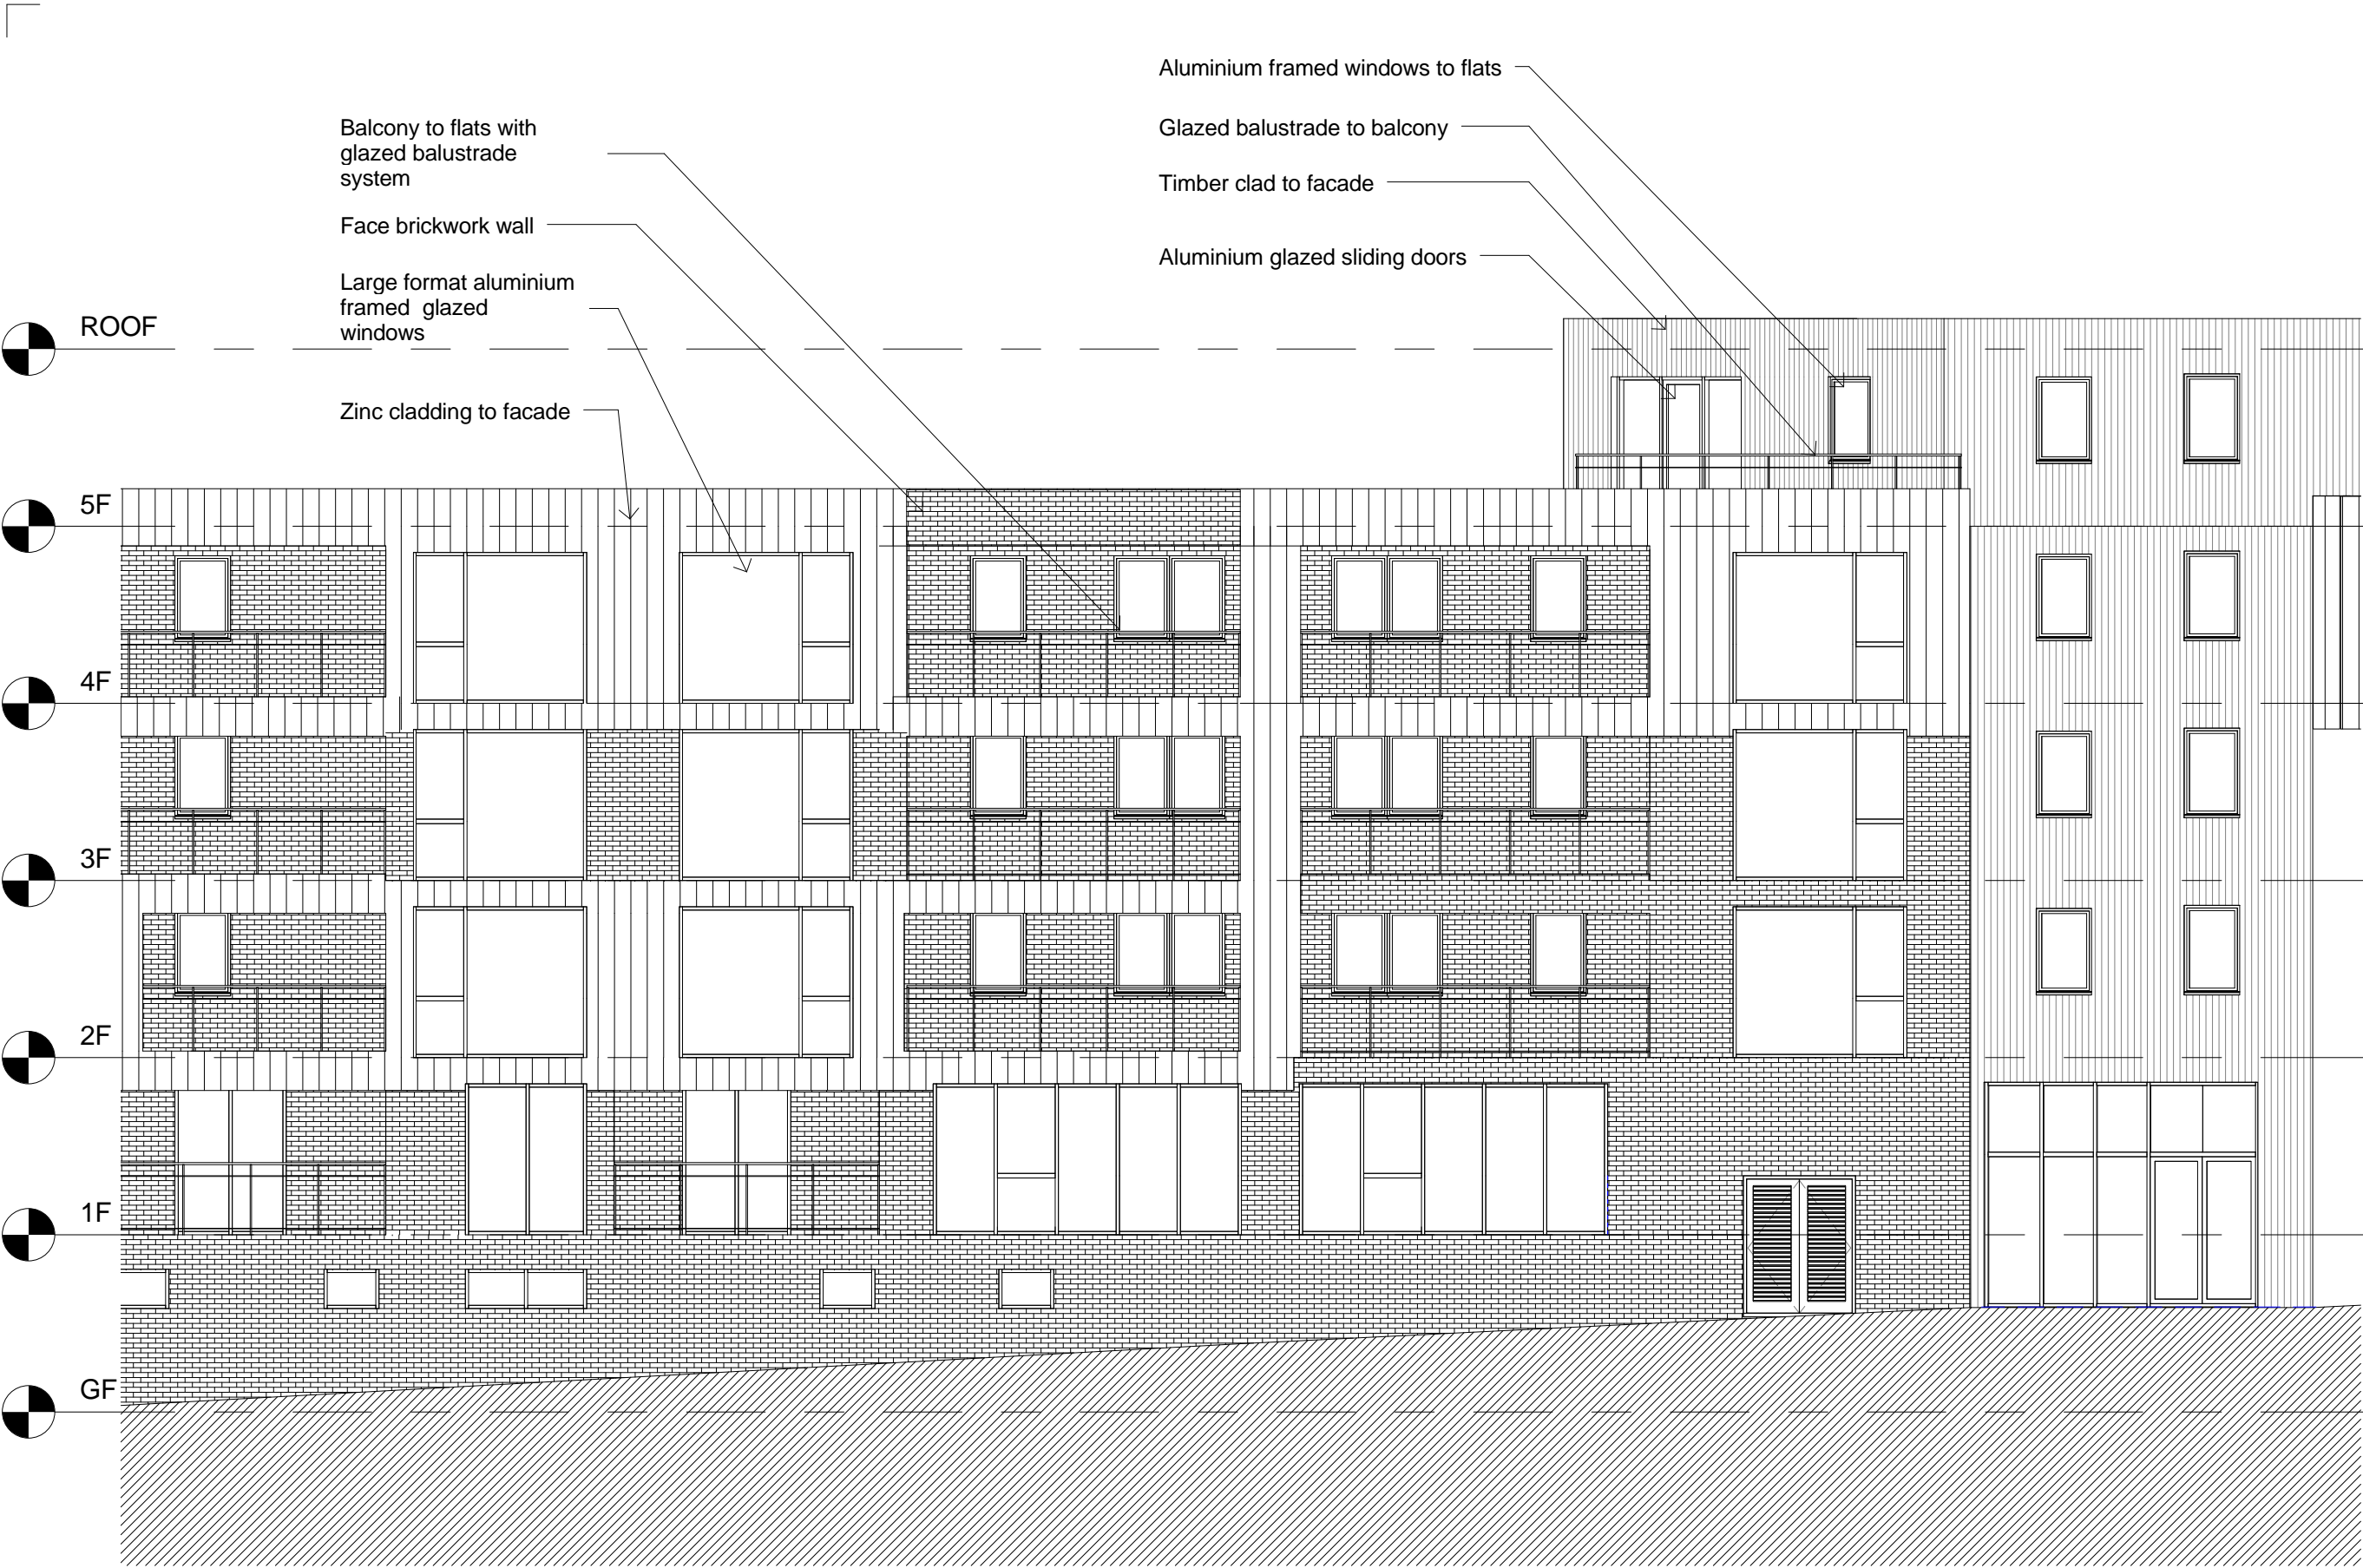 Aluminium framed windows to flats
Balcony to flats with
glazed balustrade
system
Glazed balustrade to balcony
Timber clad to facade
Face brickwork wall
Aluminium glazed sliding doors
Large format aluminium
framed glazed
windows
ROOF
Zinc cladding to facade
5F
4F
3F
2F
1F
GF